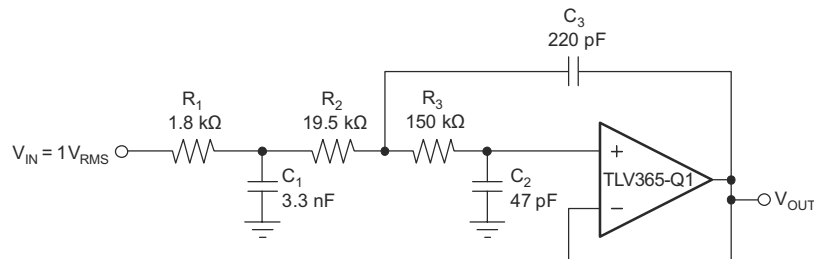 C3
220 pF
R1
1.8 kΩ
R2
19.5 kΩ
R3
150 kΩ
VIN = 1VRMS
C1
3.3 nF
C2
47 pF
+
TLV365-Q1
−
VOUT